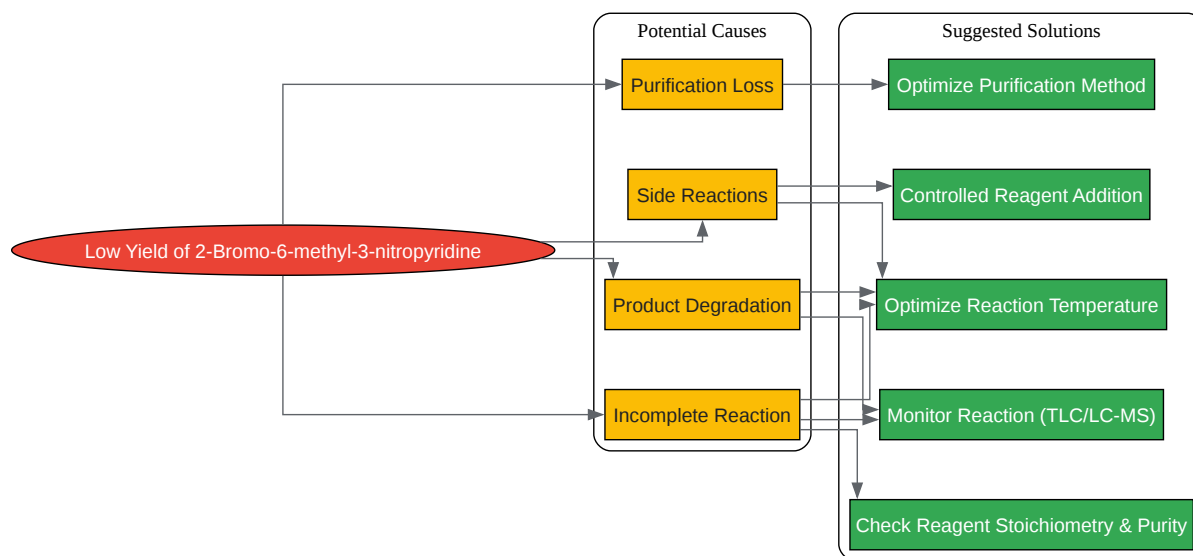 Potential Causes
Suggested Solutions
Purification Loss
Optimize Purification Method
Side Reactions
Controlled Reagent Addition
Low Yield of 2-Bromo-6-methyl-3-nitropyridine
Product Degradation
Optimize Reaction Temperature
Incomplete Reaction
Monitor Reaction (TLC/LC-MS)
Check Reagent Stoichiometry & Purity